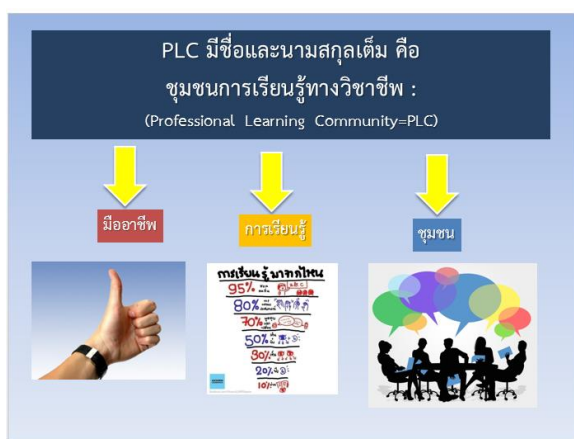 PLC มีชื่อและนามสกุลเต็ม คือ
ชุมชนการเรียนรู้ทางวิชาชีพ :
(Professional Learning Community=PLC)
มืออาชีพ
การเรียนรู้
ชุมชน
การเรียนรู้มาจากไหน
95%
80%
70%
50%
30%
20%
10%